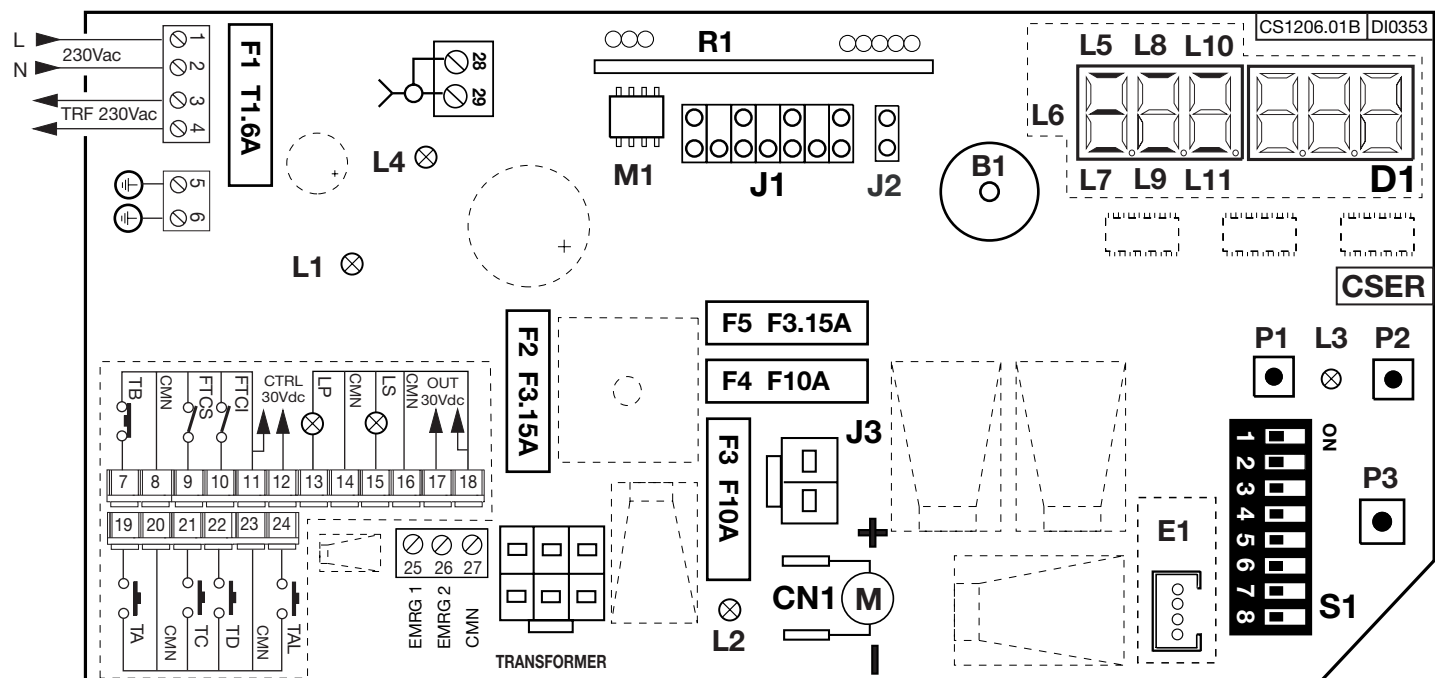 CS1206.01B DI0353
L 230Vac
N
TRF 230Vac
1
2
3
4
5
6
F1 T1.6A
28
29
L4
L1
R1
M1
J1
J2
B1
L5 L8 L10
L6
L7 L9 L11
D1
CSER
P1 L3 P2
P3
F5 F3.15A
F4 F10A
F2 F3.15A
F3 F10A
J3
TB CMN FTCS FTCI CTRL 30Vdc LP CMN LS CMN OUT 30Vdc
7 8 9 10 11 12 13 14 15 16 17 18
19 20 21 22 23 24
TA CMN TC TD CMN TAL
25 26 27
EMRG 1
EMRG 2
CMN
TRANSFORMER
L2
+
CN1 M
-
E1
ON
1
2
3
4
5
6
7
8
S1